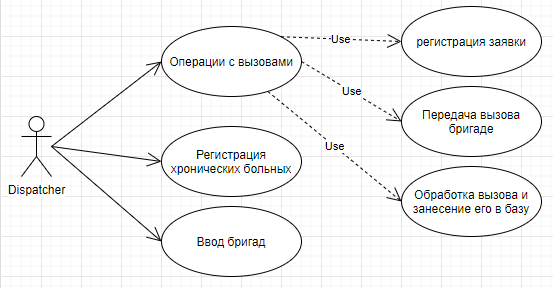 Use
регистрация заявки
Операции с вызовами
Use
Передача вызова
бригаде
Use
Регистрация
хронических больных
Dispatcher
Обработка вызова и
занесение его в базу
Ввод бригад